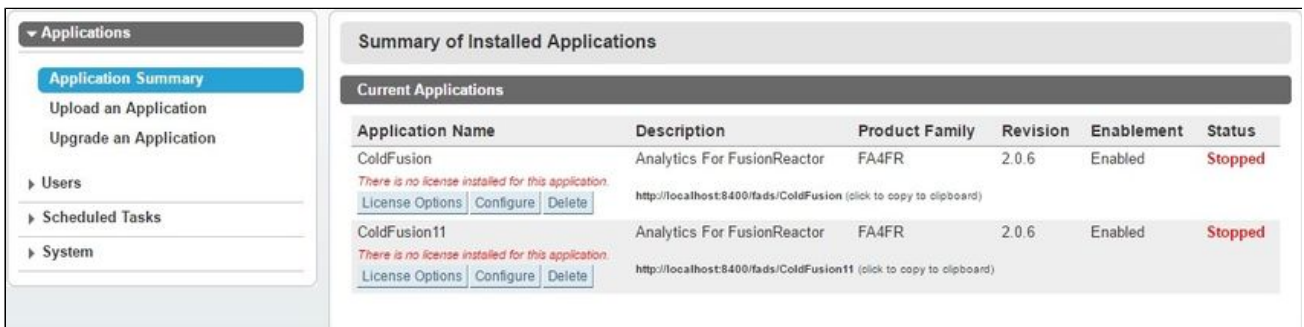 Applications
Application Summary
Upload an Application
Upgrade an Application
Users
Scheduled Tasks
System
Summary of Installed Applications
Current Applications
Application Name Description Product Family Revision Enablement Status
ColdFusion Analytics For FusionReactor FA4FR 2.0.6 Enabled Stopped
There is no license installed for this application.
http://localhost:8400/fads/ColdFusion (click to copy to clipboard)
License Options Configure Delete
ColdFusion11 Analytics For FusionReactor FA4FR 2.0.6 Enabled Stopped
There is no license installed for this application.
http://localhost:8400/fads/ColdFusion11 (click to copy to clipboard)
License Options Configure Delete